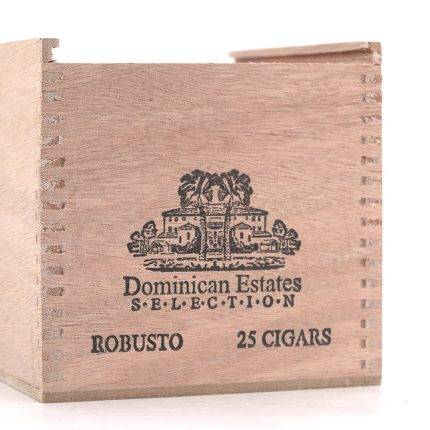 Dominican Estates
S•E•L•E•C•T•I•O•N
ROBUSTO 25 CIGARS